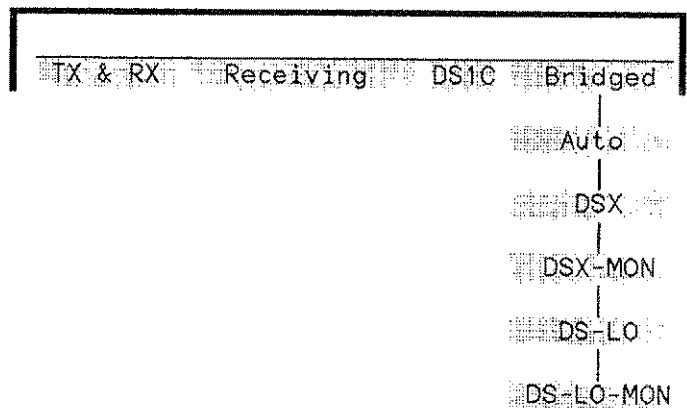 TX & RX Receiving DS1C Bridged
Auto
DSX
DSX-MON
DS-LO
DS-LO-MON